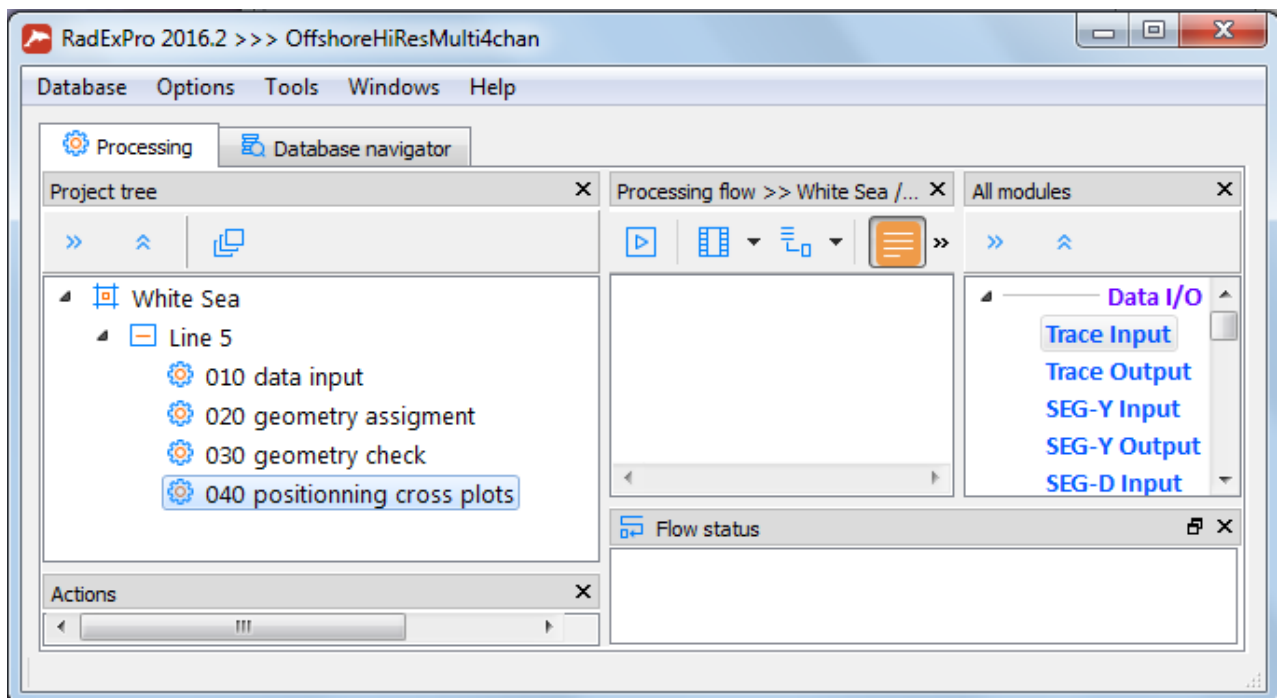 RadExPro 2016.2 >>> OffshoreHiResMulti4chan
Database Options Tools Windows Help
Processing Database navigator
Project tree
White Sea
Line 5
010 data input
020 geometry assigment
030 geometry check
040 positionning cross plots
Actions
Processing flow >> White Sea /...
Flow status
All modules
Data I/O
Trace Input
Trace Output
SEG-Y Input
SEG-Y Output
SEG-D Input